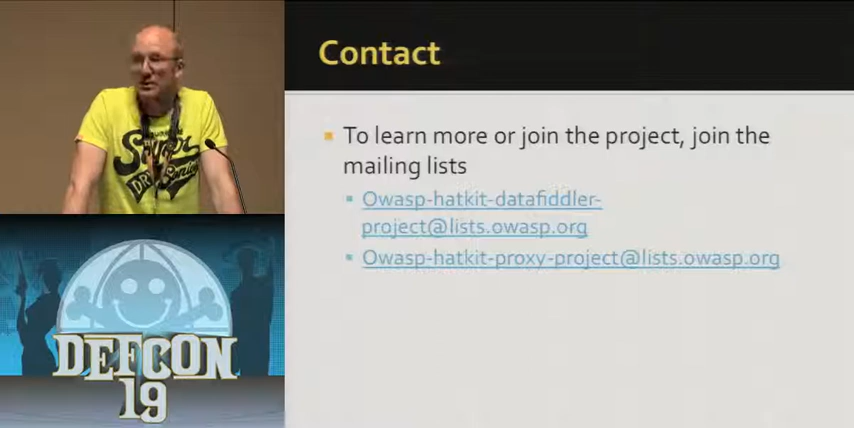 Contact
To learn more or join the project, join the
mailing lists
Owasp-hatkit-datafiddler-
project@lists.owasp.org
Owasp-hatkit-proxy-project@lists.owasp.org
DEFCON
19